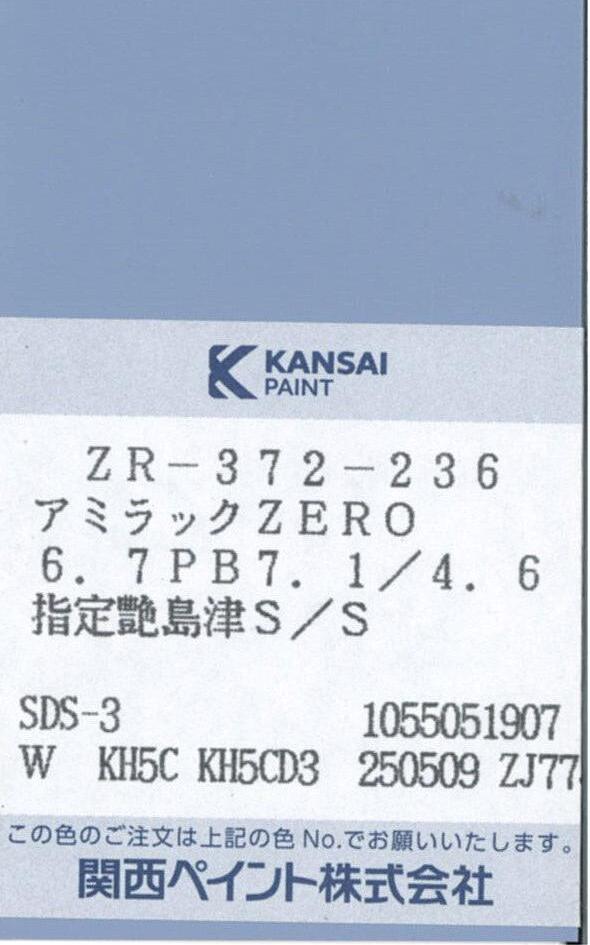 KANSAI
PAINT
ZR－372－236
アミラックZERO
6．7PB7．1／4．6
指定艶島津S／S
SDS-3 1055051907
W KH5C KH5CD3 250509 ZJ77
この色のご注文は上記の色 No.でお願いいたします。
関西ペイント株式会社